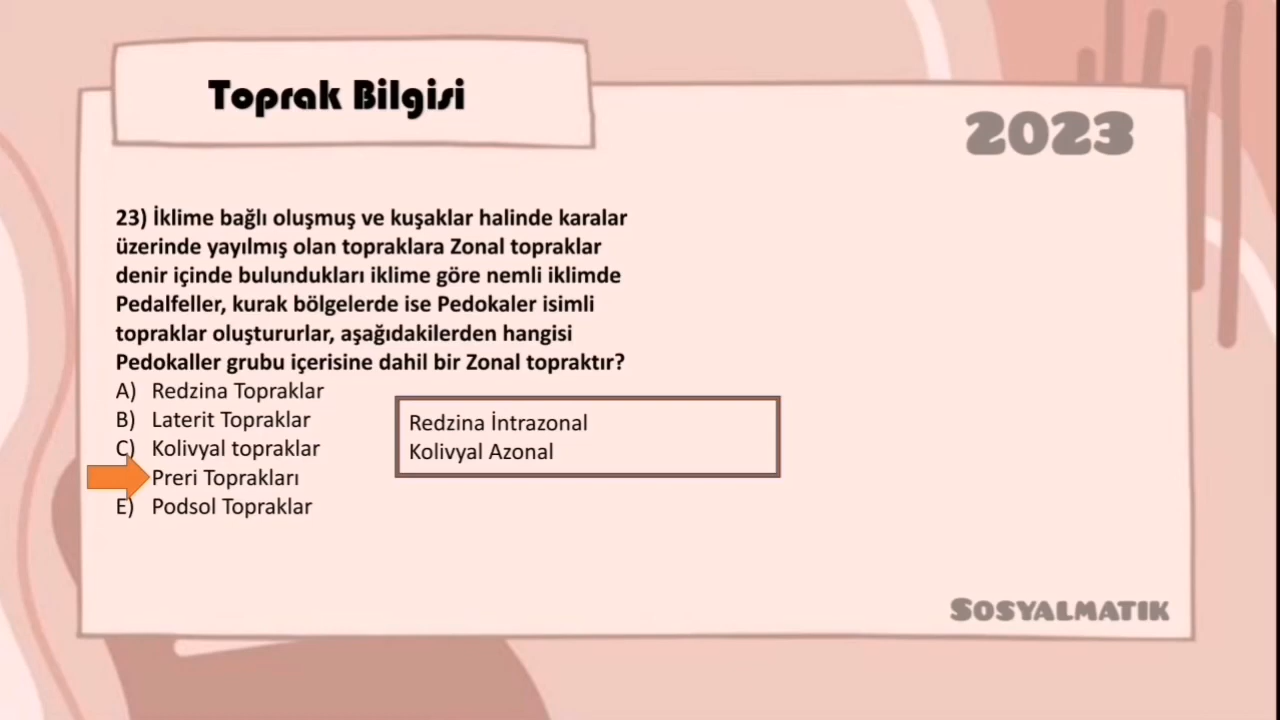 Toprak Bilgisi
2023
23) İklime bağlı oluşmuş ve kuşaklar halinde karalar
üzerinde yayılmış olan topraklara Zonal topraklar
denir içinde bulundukları iklime göre nemli iklimde
Pedalfeller, kurak bölgelerde ise Pedokaler isimli
topraklar oluştururlar, aşağıdakilerden hangisi
Pedokaller grubu içerisine dahil bir Zonal topraktır?
A) Redzina Topraklar
B) Laterit Topraklar
C) Kolivyal topraklar
Preri Toprakları
E) Podsol Topraklar
Redzina İntrazonal
Kolivyal Azonal
Sosyalmatik